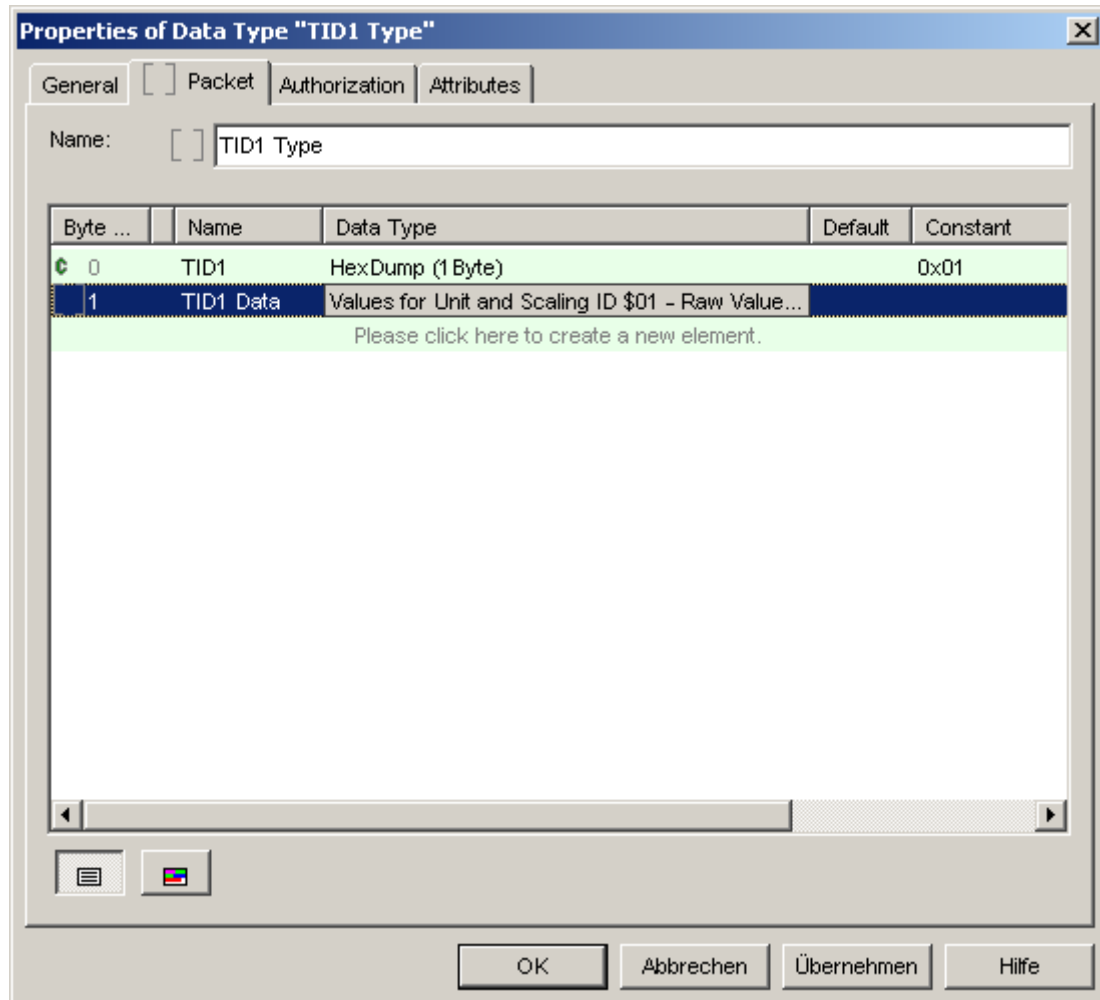 Properties of Data Type "TID1 Type"
General [ ] Packet Authorization Attributes
Name: [ ] TID1 Type
Byte ... Name Data Type Default Constant
C 0 TID1 HexDump (1 Byte) 0x01
1 TID1 Data Values for Unit and Scaling ID $01 - Raw Value...
Please click here to create a new element.
OK Abbrechen Übernehmen Hilfe